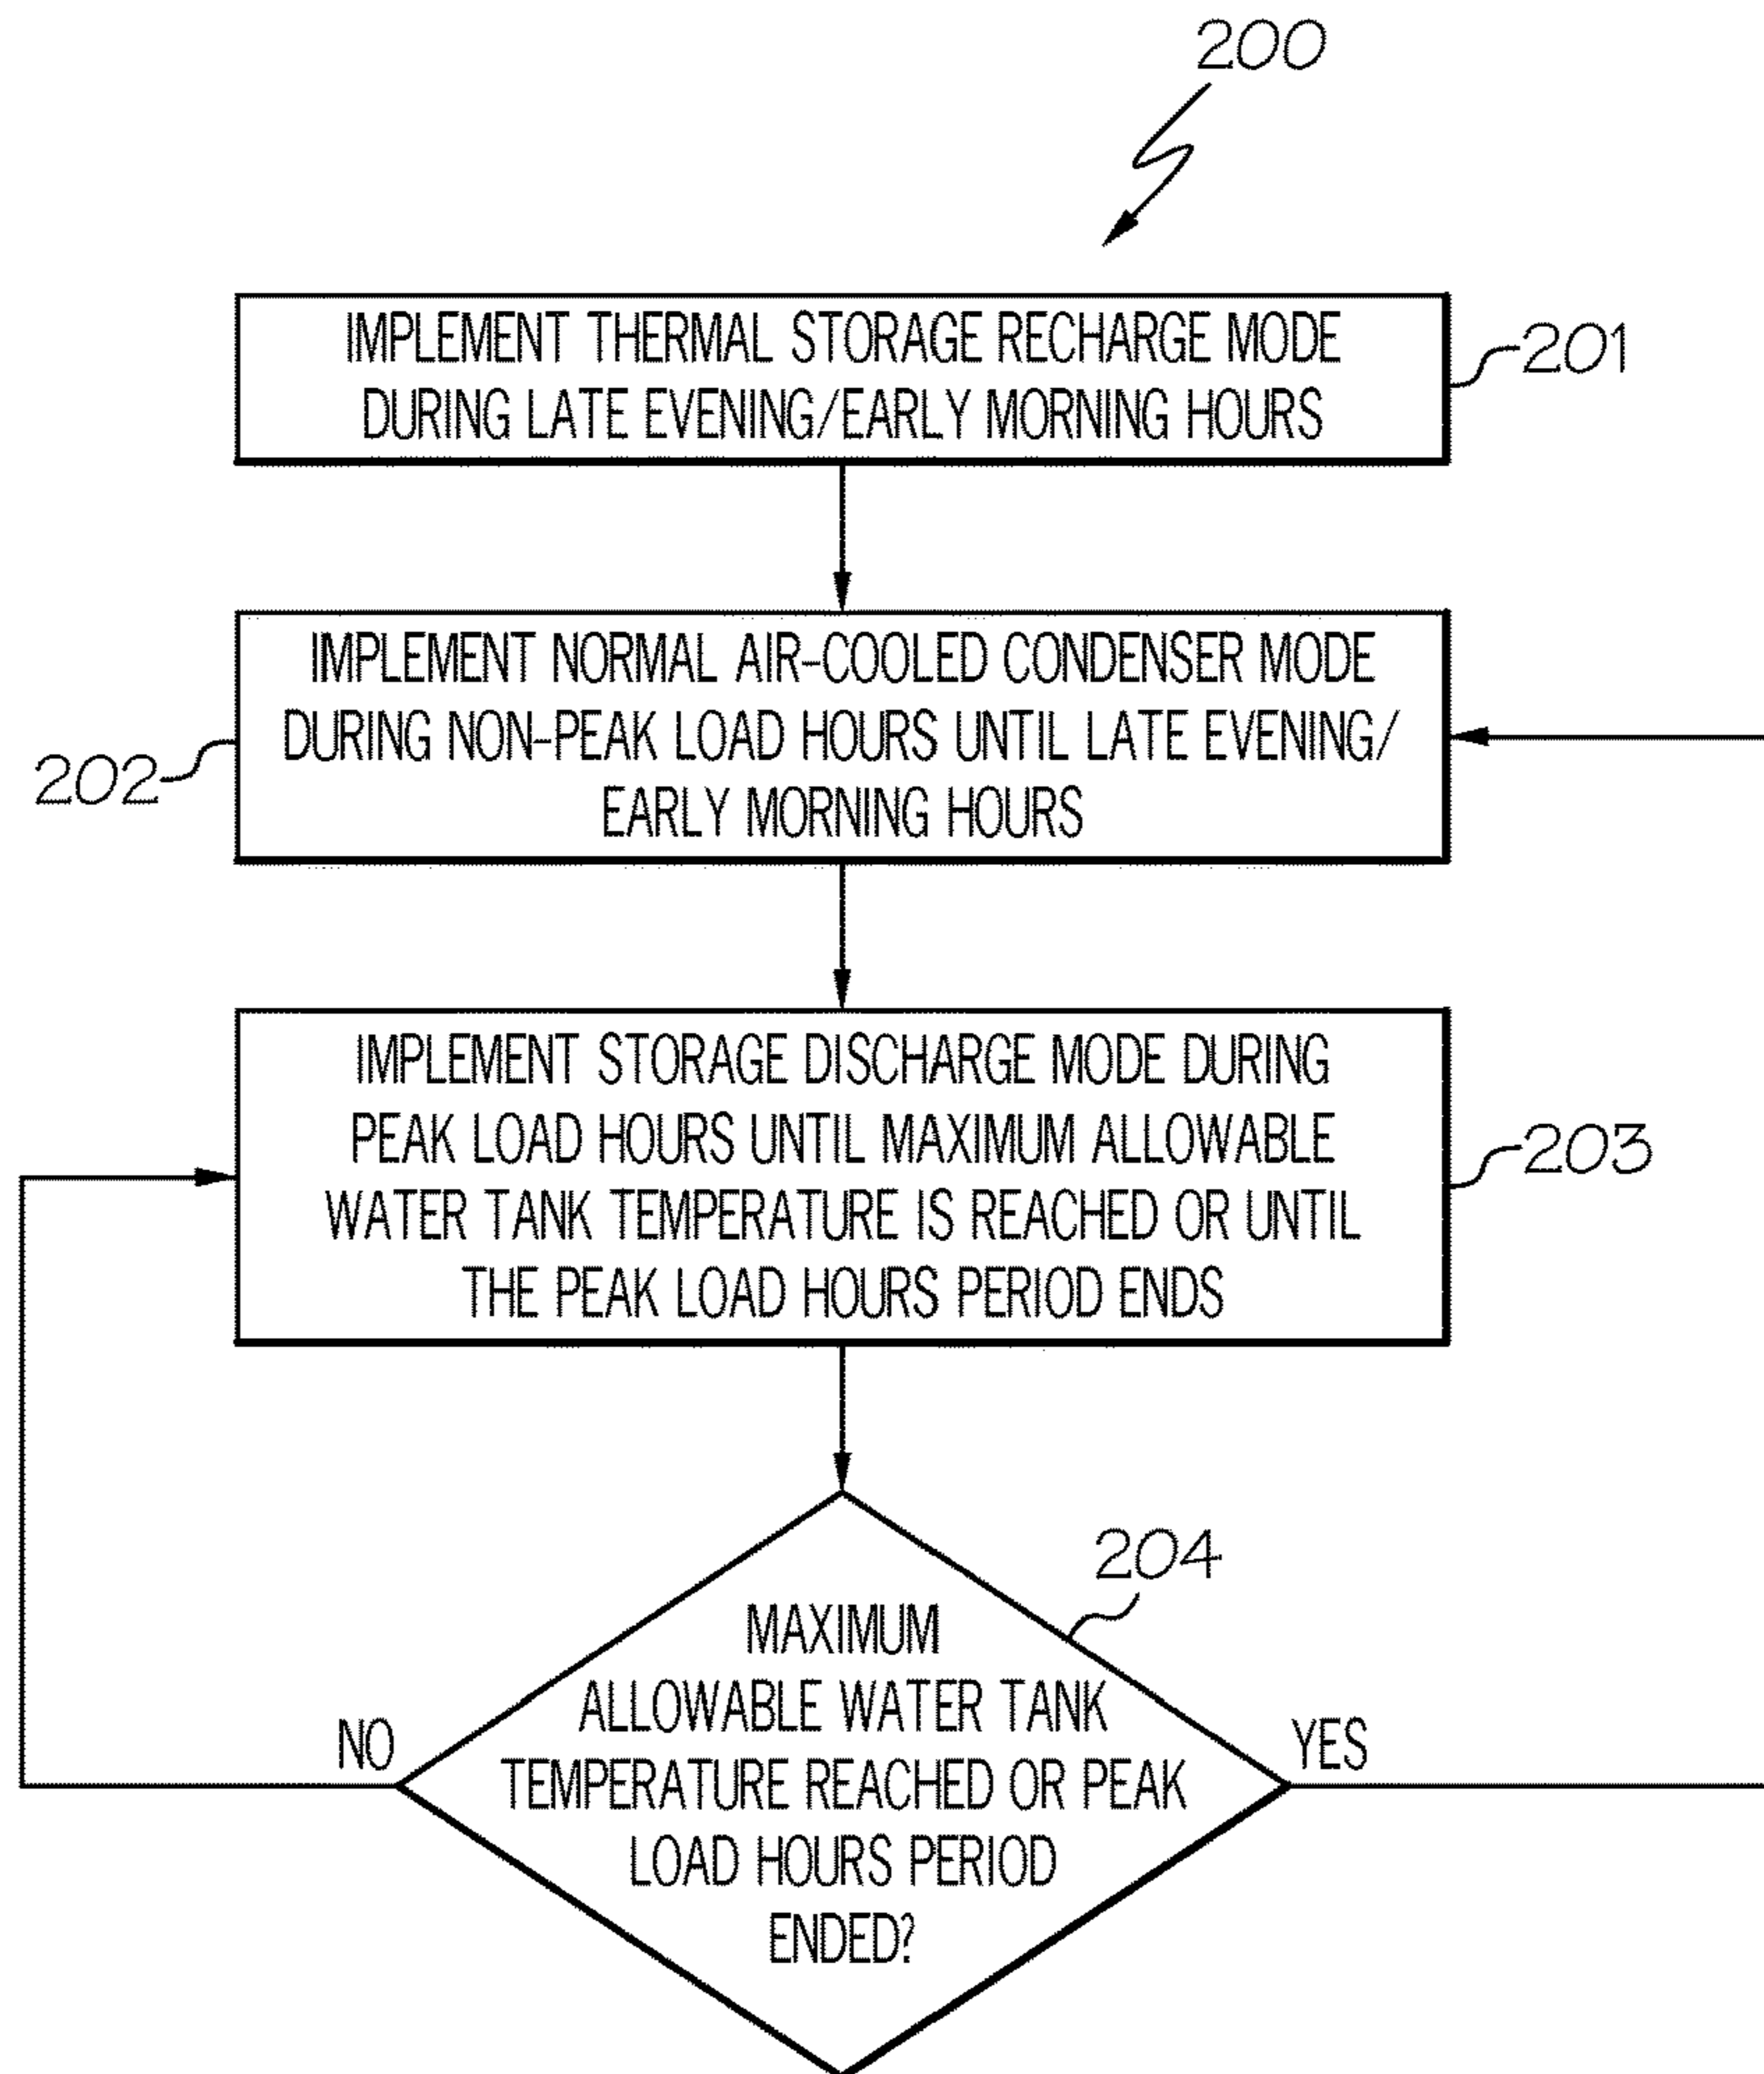 200
IMPLEMENT THERMAL STORAGE RECHARGE MODE
DURING LATE EVENING/EARLY MORNING HOURS
201
IMPLEMENT NORMAL AIR-COOLED CONDENSER MODE
DURING NON-PEAK LOAD HOURS UNTIL LATE EVENING/
EARLY MORNING HOURS
202
IMPLEMENT STORAGE DISCHARGE MODE DURING
PEAK LOAD HOURS UNTIL MAXIMUM ALLOWABLE
WATER TANK TEMPERATURE IS REACHED OR UNTIL
THE PEAK LOAD HOURS PERIOD ENDS
203
204
MAXIMUM
ALLOWABLE WATER TANK
TEMPERATURE REACHED OR PEAK
LOAD HOURS PERIOD
ENDED?
NO
YES